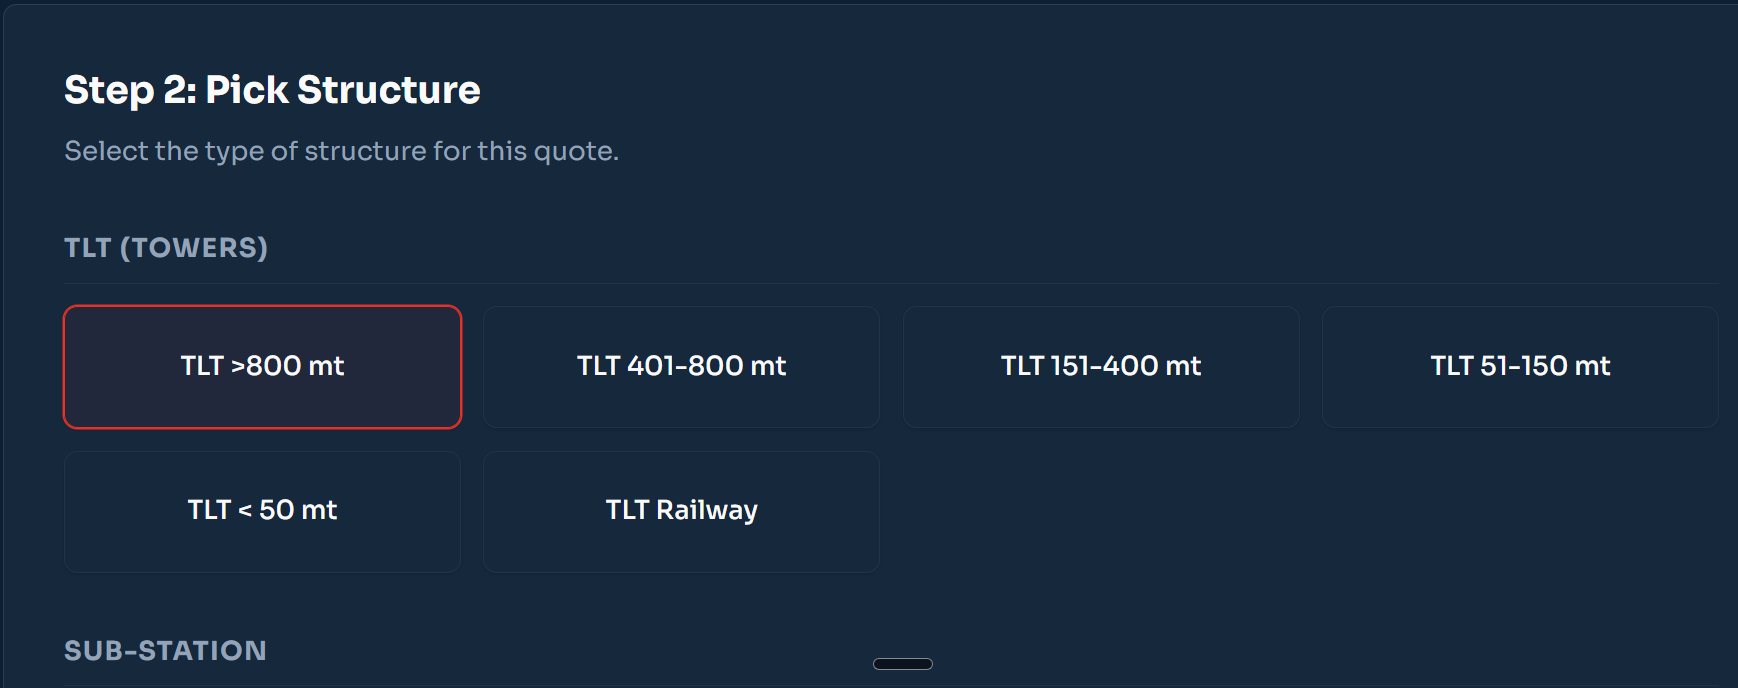 Step 2: Pick Structure
Select the type of structure for this quote.
TLT (TOWERS)
TLT >800 mt
TLT 401-800 mt
TLT 151-400 mt
TLT 51-150 mt
TLT < 50 mt
TLT Railway
SUB-STATION